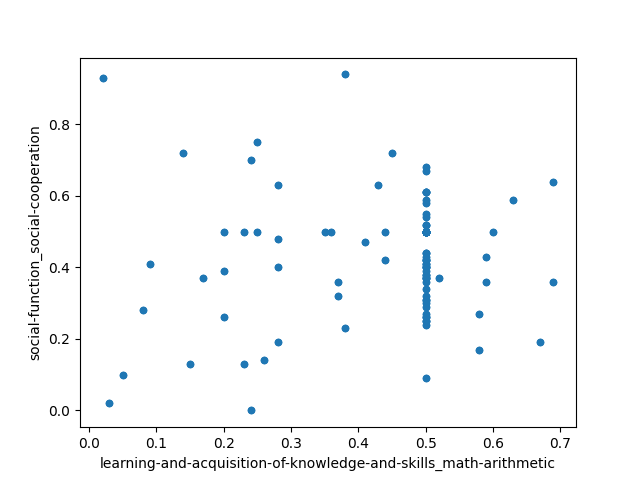 social-function_social-cooperation
0.8
0.6
0.4
0.2
0.0
0.0 0.1 0.2 0.3 0.4 0.5 0.6 0.7
learning-and-acquisition-of-knowledge-and-skills_math-arithmetic